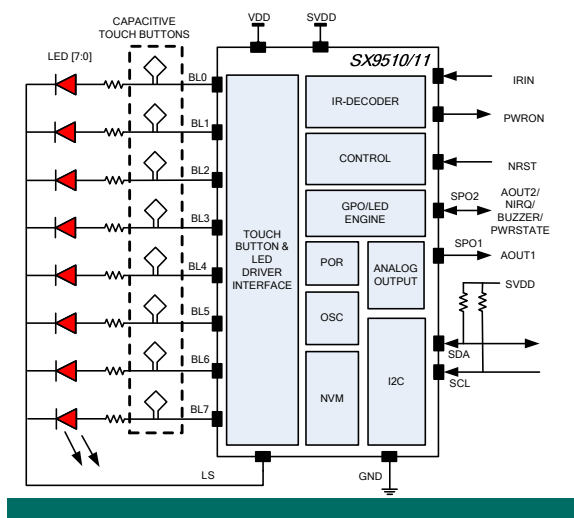 CAPACITIVE
TOUCH BUTTONS
VDD
SVDD
LED [7:0]
SX9510/11
BL0
BL1
BL2
BL3
BL4
BL5
BL6
BL7
TOUCH
BUTTON &
LED
DRIVER
INTERFACE
IR-DECODER
CONTROL
GPO/LED
ENGINE
POR
ANALOG
OUTPUT
OSC
NVM
I2C
IRIN
PWRON
NRST
SPO2
AOUT2/
NIRQ/
BUZZER/
PWRSTATE
SPO1
AOUT1
SVDD
SDA
SCL
LS
GND